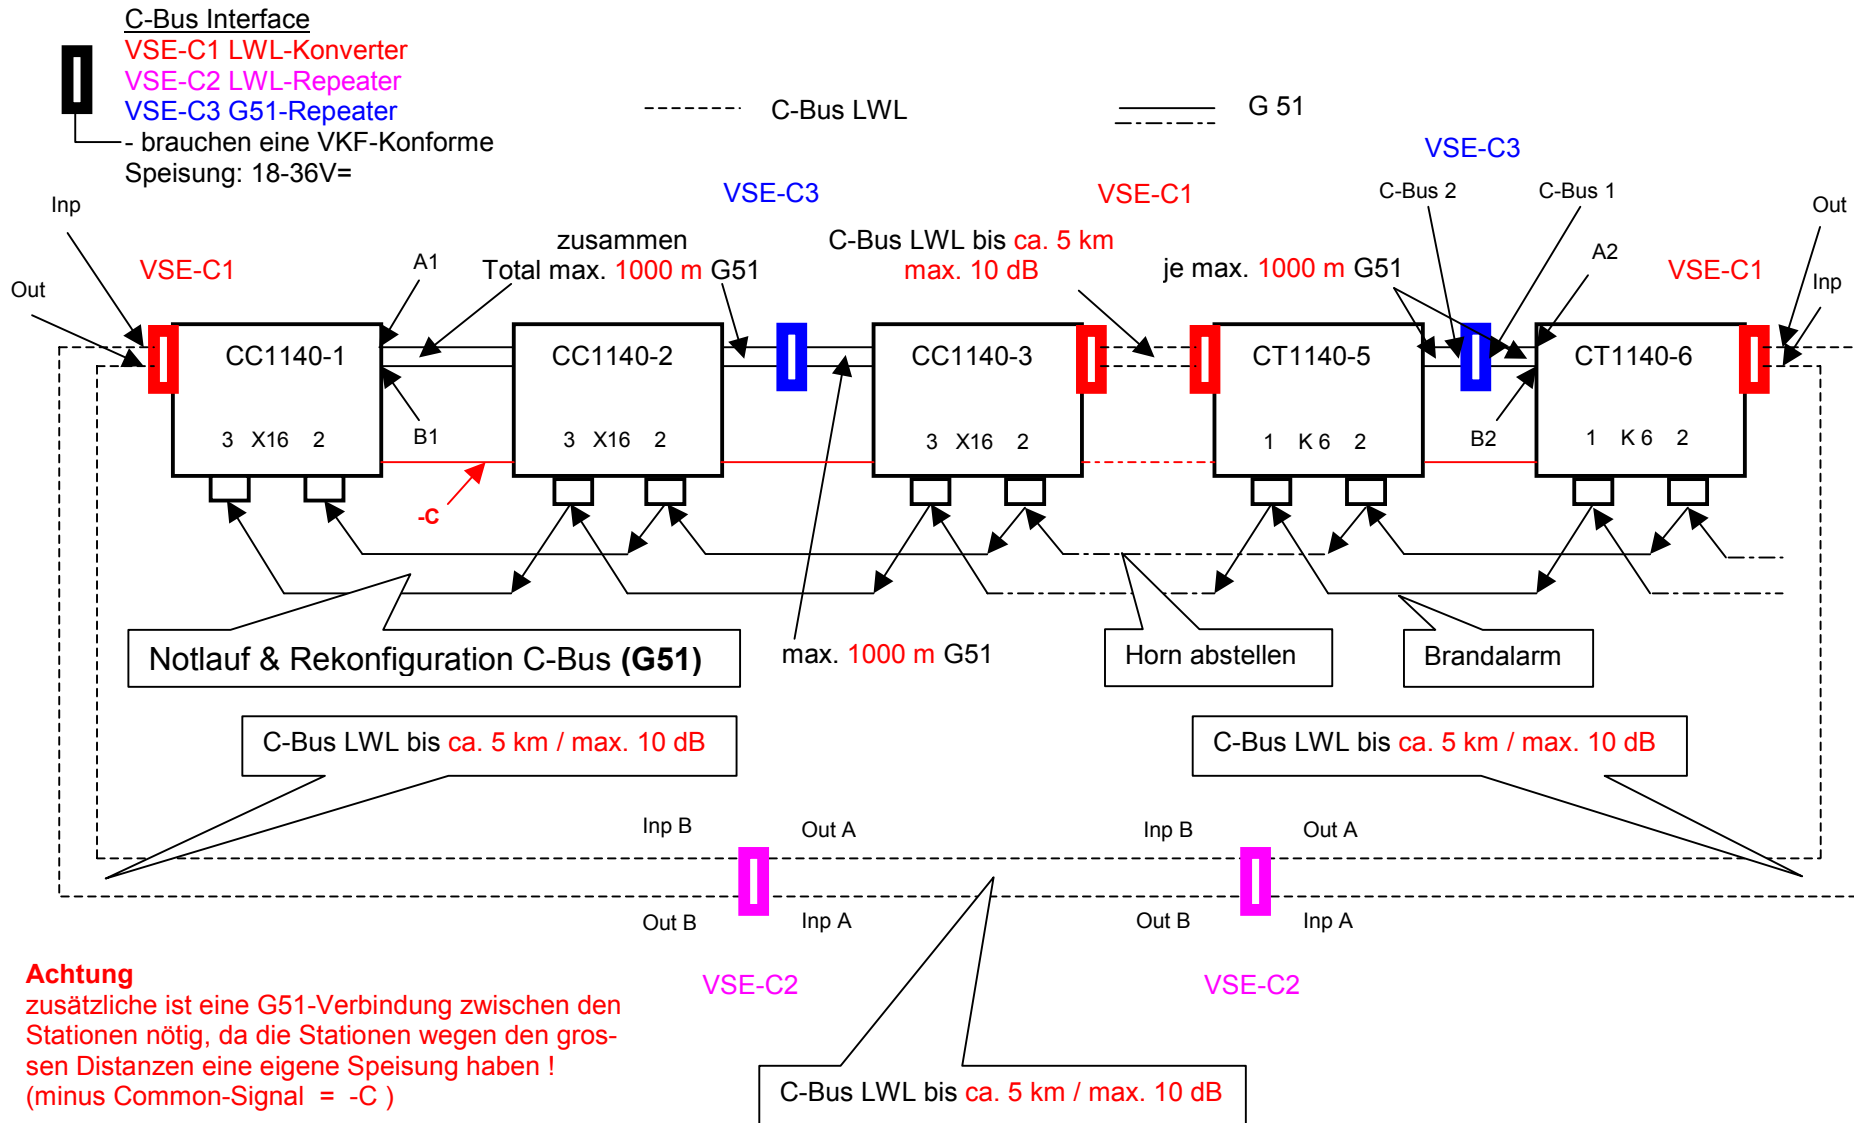 C-Bus Interface
VSE-C1 LWL-Konverter
VSE-C2 LWL-Repeater
VSE-C3 G51-Repeater
- brauchen eine VKF-Konforme
Speisung: 18-36V=
C-Bus LWL
G 51
VSE-C3
VSE-C3
VSE-C1
C-Bus 2
C-Bus 1
Inp
Out
zusammen
Total max. 1000 m G51
C-Bus LWL bis ca. 5 km
max. 10 dB
je max. 1000 m G51
VSE-C1
A1
A2
VSE-C1
Out
Inp
CC1140-1
CC1140-2
CC1140-3
CT1140-5
CT1140-6
B1
B2
3 X16 2
3 X16 2
3 X16 2
1 K 6 2
1 K 6 2
-C
Notlauf & Rekonfiguration C-Bus (G51)
max. 1000 m G51
Horn abstellen
Brandalarm
C-Bus LWL bis ca. 5 km / max. 10 dB
C-Bus LWL bis ca. 5 km / max. 10 dB
Inp B
Out A
Inp B
Out A
Out B
Inp A
Out B
Inp A
VSE-C2
VSE-C2
Achtung
zusätzliche ist eine G51-Verbindung zwischen den
Stationen nötig, da die Stationen wegen den gros-
sen Distanzen eine eigene Speisung haben !
(minus Common-Signal = -C )
C-Bus LWL bis ca. 5 km / max. 10 dB